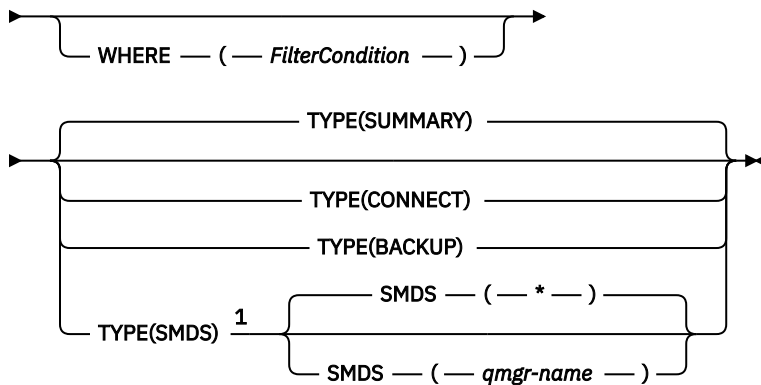 WHERE ( FilterCondition )
TYPE(SUMMARY)
TYPE(CONNECT)
TYPE(BACKUP)
SMDS ( * )
TYPE(SMDS) 1
SMDS ( qmgr-name )